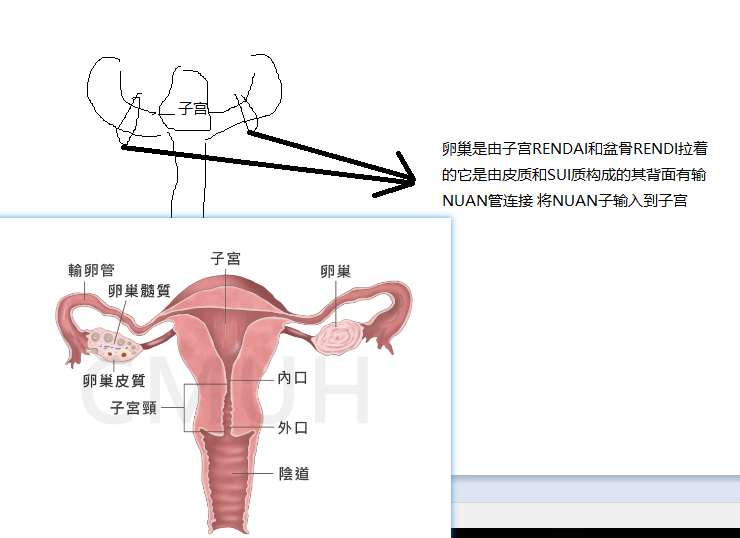 子宫
卵巢是由子宫RENDAI和盆骨RENDI拉着
的它是由皮质和SUI质构成的其背面有输
NUAN管连接 将NUAN子输入到子宫
子宮
輸卵管
卵巢
卵巢髓質
卵巢皮質
內口
子宮頸
外口
陰道
CMUH